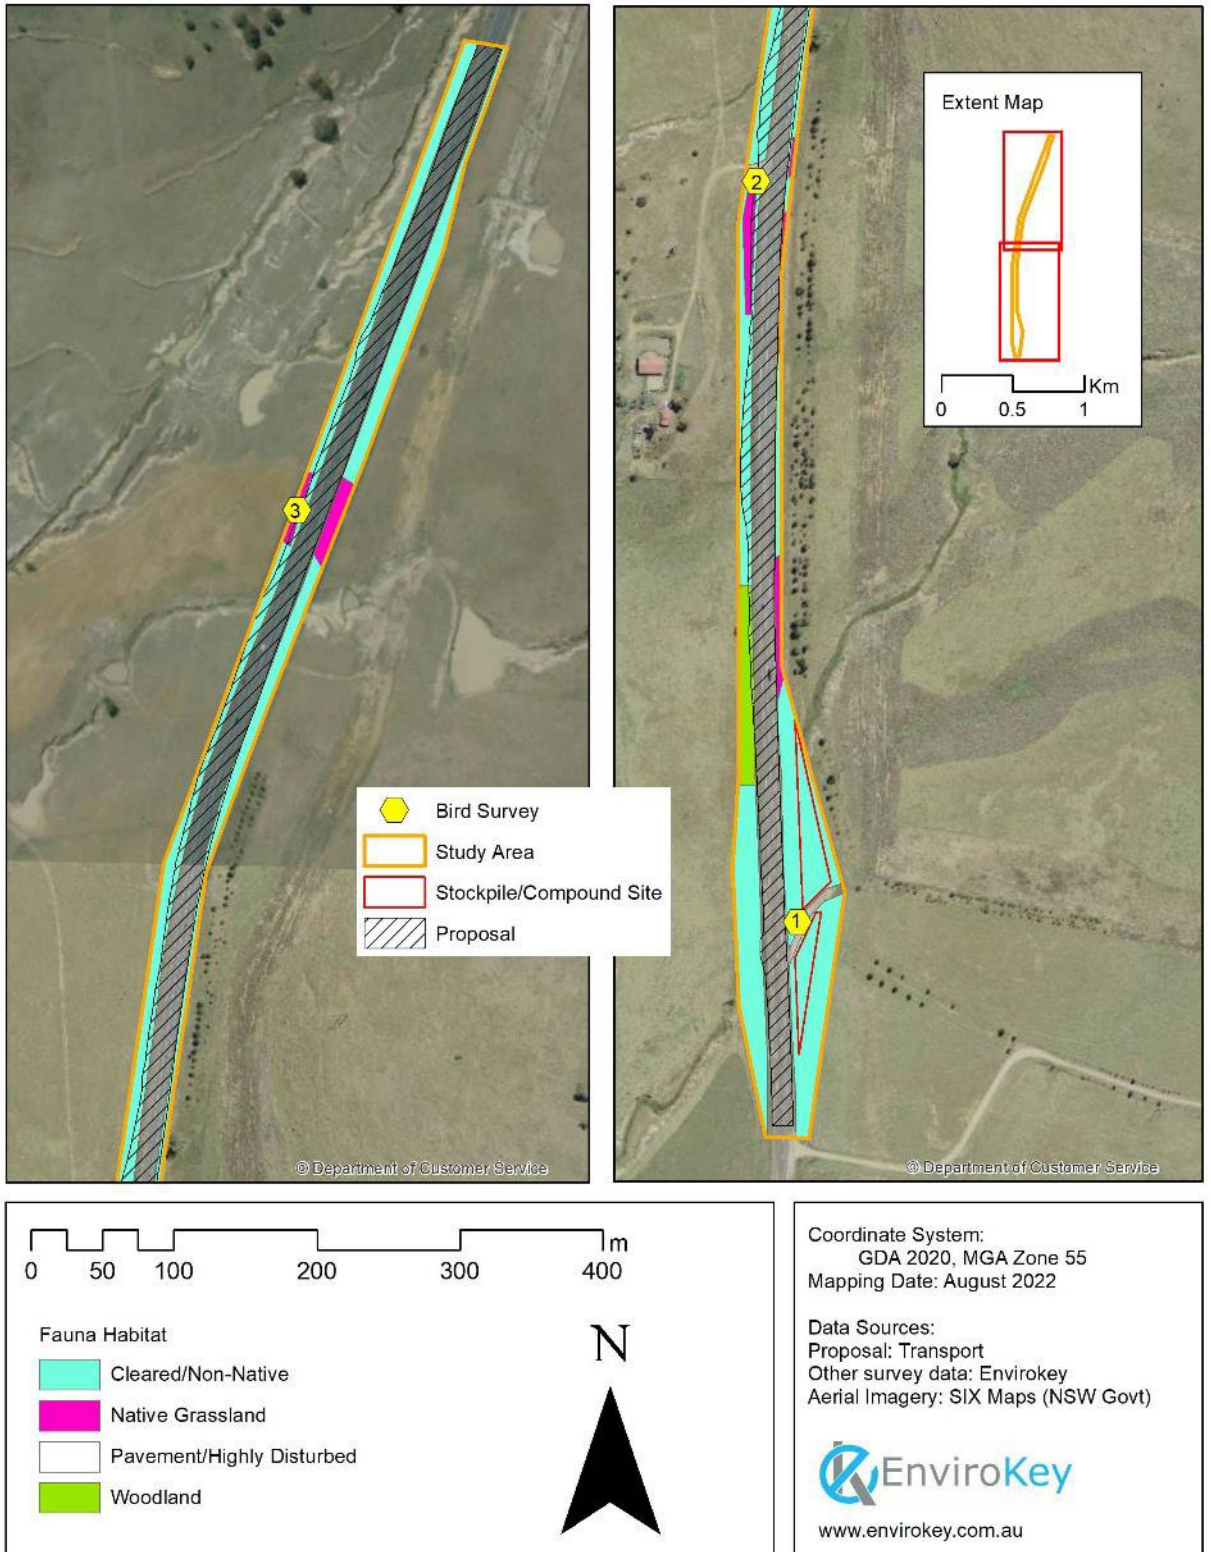 Extent Map
Km
0 0.5 1
2
3
1
Bird Survey
Study Area
Stockpile/Compound Site
Proposal
© Department of Customer Service
© Department of Customer Service
m
0 50 100 200 300 400
Fauna Habitat
Cleared/Non-Native
Native Grassland
Pavement/Highly Disturbed
Woodland
N
Coordinate System:
GDA 2020, MGA Zone 55
Mapping Date: August 2022
Data Sources:
Proposal: Transport
Other survey data: Envirokey
Aerial Imagery: SIX Maps (NSW Govt)
EnviroKey
www.envirokey.com.au